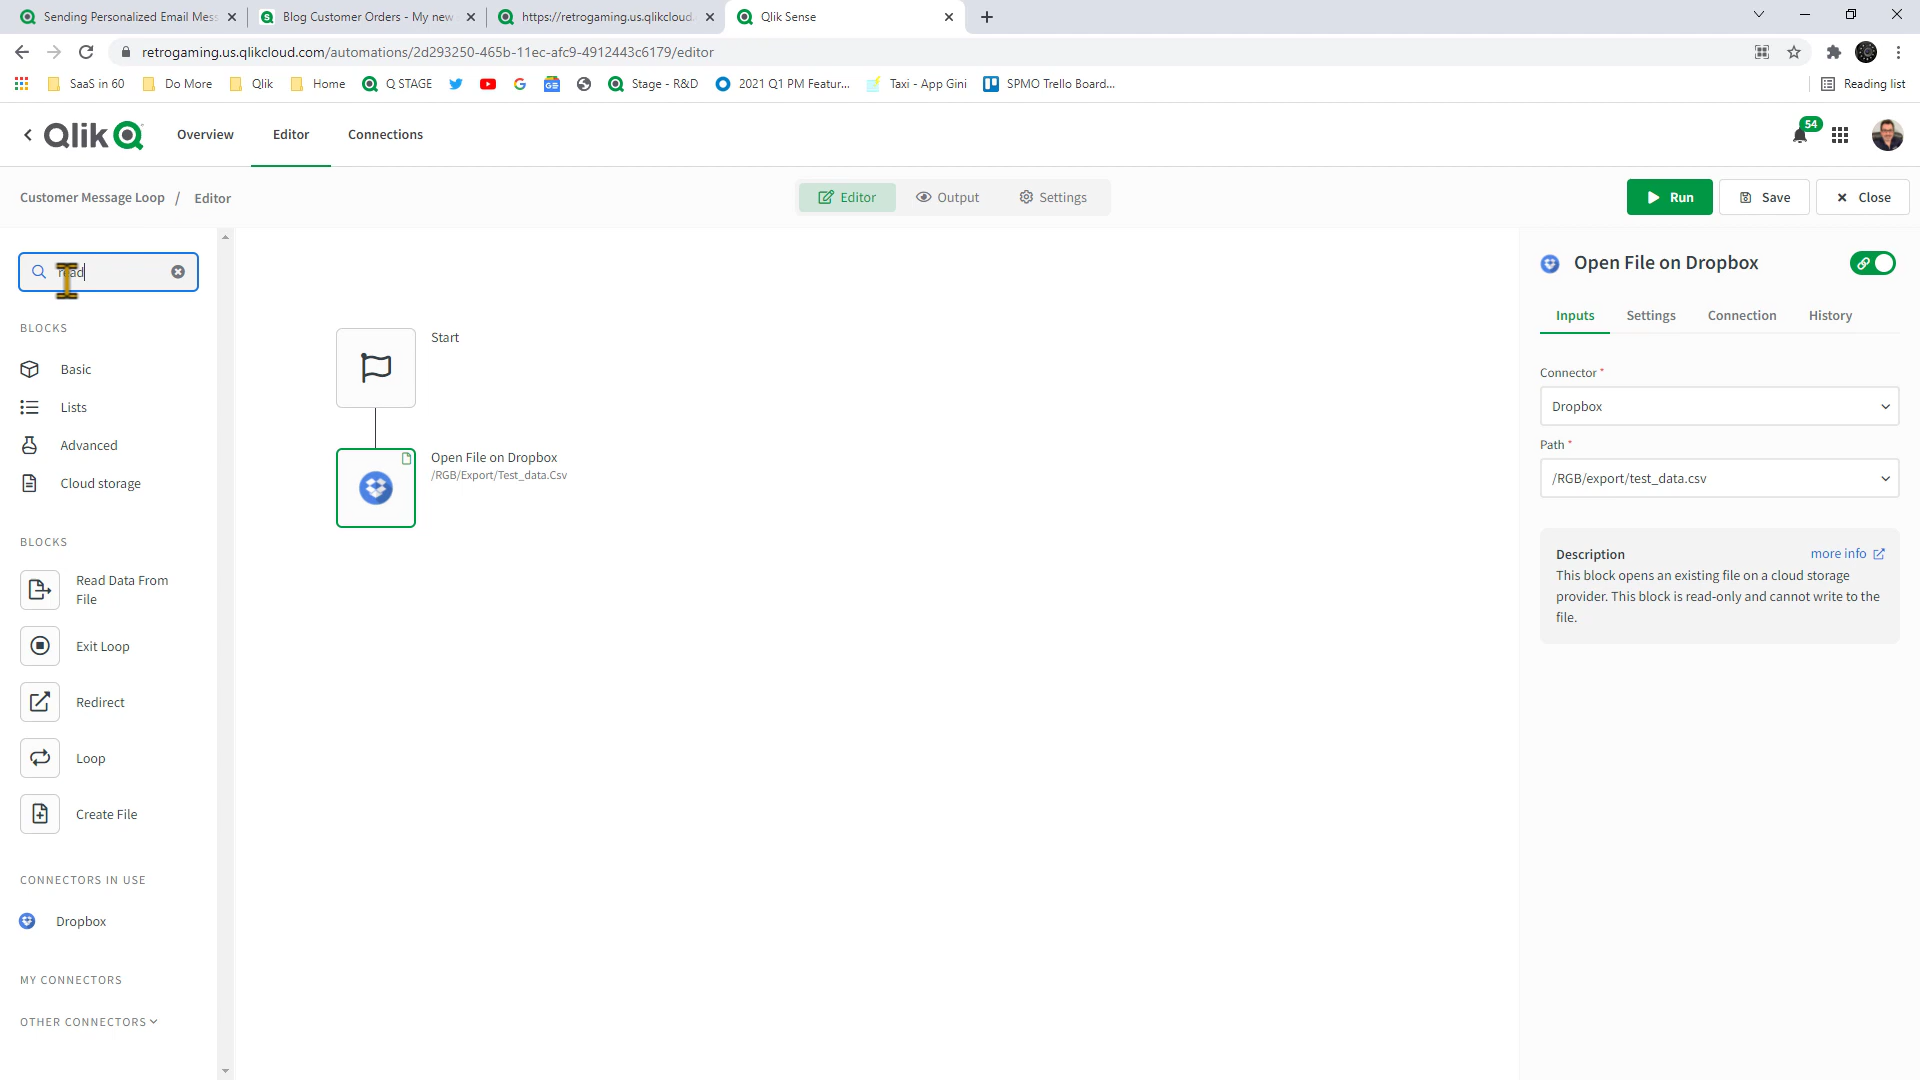 Sending Personalized Email Mess
Blog Customer Orders - My new
https://retrogaming.us.qlikcloud.
Qlik Sense
retrogaming.us.qlikcloud.com/automations/2d293250-465b-11ec-afc9-4912443c6179/editor
SaaS in 60
Do More
Qlik
Home
Q STAGE
Stage - R&D
2021 Q1 PM Featur...
Taxi - App Gini
SPMO Trello Board...
Reading list
Qlik
Overview
Editor
Connections
54
Customer Message Loop / Editor
Editor
Output
Settings
Run
Save
Close
read
BLOCKS
Basic
Lists
Advanced
Cloud storage
BLOCKS
Read Data From
File
Exit Loop
Redirect
Loop
Create File
CONNECTORS IN USE
Dropbox
MY CONNECTORS
OTHER CONNECTORS
Start
Open File on Dropbox
/RGB/Export/Test_data.Csv
Open File on Dropbox
Inputs
Settings
Connection
History
Connector *
Dropbox
Path *
/RGB/export/test_data.csv
Description
more info
This block opens an existing file on a cloud storage
provider. This block is read-only and cannot write to the
file.